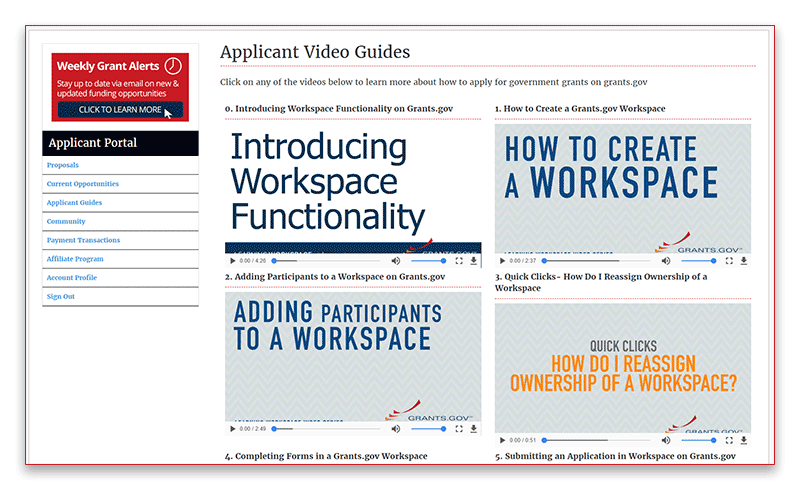 Weekly Grant Alerts
Stay up to date via email on new &
updated funding opportunities
CLICK TO LEARN MORE
Applicant Portal
Proposals
Current Opportunities
Applicant Guides
Community
Payment Transactions
Affiliate Program
Account Profile
Sign Out
Applicant Video Guides
Click on any of the videos below to learn more about how to apply for government grants on grants.gov
0. Introducing Workspace Functionality on Grants.gov
Introducing
Workspace
Functionality
0:00 / 4:26
1. How to Create a Grants.gov Workspace
HOW TO CREATE
A WORKSPACE
GRANTS.GOV
0:00 / 2:37
2. Adding Participants to a Workspace on Grants.gov
ADDING PARTICIPANTS
TO A WORKSPACE
GRANTS.GOV
0:00 / 2:49
3. Quick Clicks- How Do I Reassign Ownership of a
Workspace
QUICK CLICKS
HOW DO I REASSIGN
OWNERSHIP OF A WORKSPACE?
GRANTS.GOV
0:00 / 0:51
4. Completing Forms in a Grants.gov Workspace
5. Submitting an Application in Workspace on Grants.gov